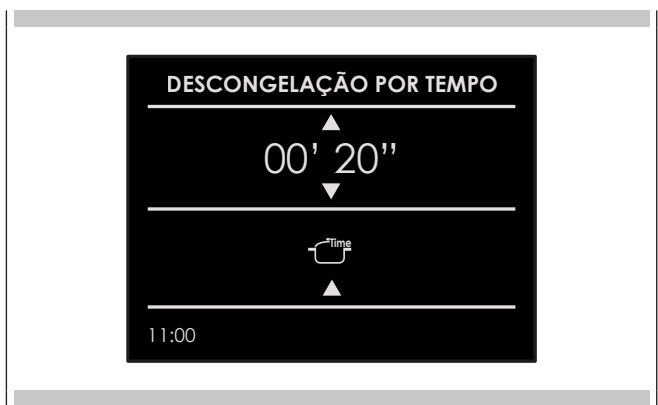 DESCONGELAÇÃO POR TEMPO
00’ 20”
Time
11:00